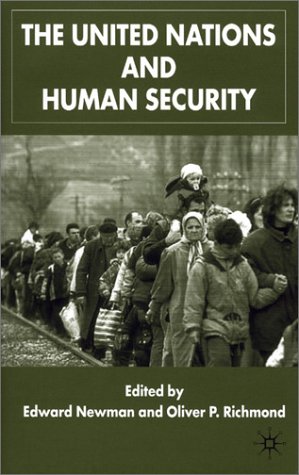 THE UNITED NATIONS
AND
HUMAN SECURITY
Edited by
Edward Newman and Oliver P. Richmond